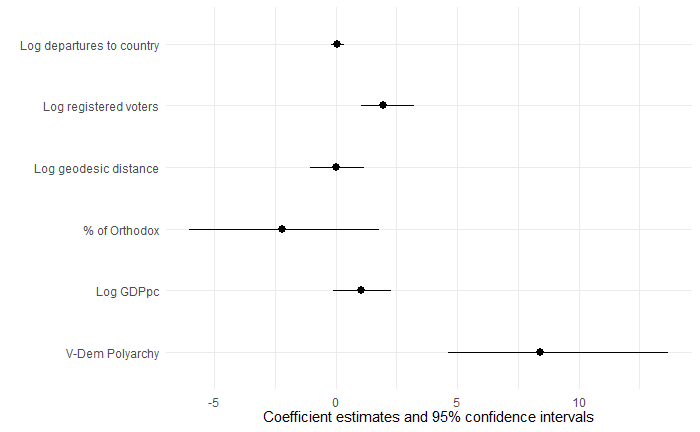 Log departures to country
Log registered voters
Log geodesic distance
% of Orthodox
Log GDPpc
V-Dem Polyarchy
-5 0 5 10
Coefficient estimates and 95% confidence intervals